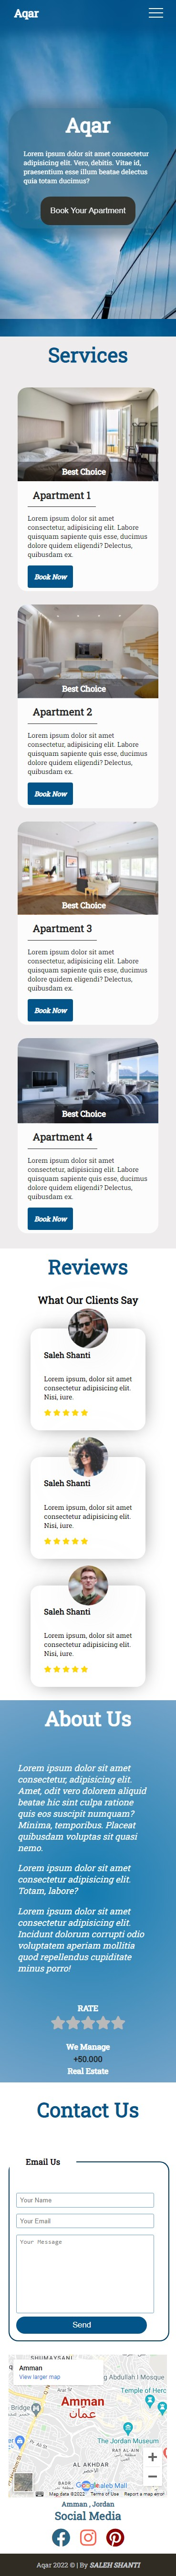 Aqar
Aqar
Lorem ipsum dolor sit amet consectetur
adipisicing elit. Vero, debitis. Vitae id,
praesentium esse illum beatae delectus
quia totam ducimus?
Book Your Apartment
Services
Best Choice
Apartment 1
Lorem ipsum dolor sit amet
consectetur, adipisicing elit. Labore
quisquam sapiente quis esse, ducimus
dolore quidem eligendi? Delectus,
quibusdam ex.
Book Now
Best Choice
Apartment 2
Lorem ipsum dolor sit amet
consectetur, adipisicing elit. Labore
quisquam sapiente quis esse, ducimus
dolore quidem eligendi? Delectus,
quibusdam ex.
Book Now
Best Choice
Apartment 3
Lorem ipsum dolor sit amet
consectetur, adipisicing elit. Labore
quisquam sapiente quis esse, ducimus
dolore quidem eligendi? Delectus,
quibusdam ex.
Book Now
Best Choice
Apartment 4
Lorem ipsum dolor sit amet
consectetur, adipisicing elit. Labore
quisquam sapiente quis esse, ducimus
dolore quidem eligendi? Delectus,
quibusdam ex.
Book Now
Reviews
What Our Clients Say
Saleh Shanti
Lorem ipsum, dolor sit amet
consectetur adipisicing elit.
Nisi, iure.
Saleh Shanti
Lorem ipsum, dolor sit amet
consectetur adipisicing elit.
Nisi, iure.
Saleh Shanti
Lorem ipsum, dolor sit amet
consectetur adipisicing elit.
Nisi, iure.
About Us
Lorem ipsum dolor sit amet
consectetur, adipisicing elit.
Amet, odit vero dolorem aliquid
beatae hic sint culpa ratione
quis eos suscipit numquam?
Minima, temporibus. Placeat
quibusdam voluptas sit quasi
nemo.
Lorem ipsum dolor sit amet
consectetur adipisicing elit.
Totam, labore?
Lorem ipsum dolor sit amet
consectetur adipisicing elit.
Incidunt dolorum corrupti odio
voluptatem aperiam mollitia
quod repellendus cupiditate
minus porro!
RATE
We Manage
+50.000
Real Estate
Contact Us
Email Us
Your Name
Your Email
Your Message
Send
SHUMAYSANI
Amman
View larger map
Temple of Herc
g Abdullah I Mosque
Amman
عمان
Bridge
The Jordan Museum
AL AKHDAR
BADR
Google
Kaleb Mall
Map data ©2022 Terms of Use Report a map error
Amman , Jordan
Social Media
Aqar 2022 © | By SALEH SHANTI